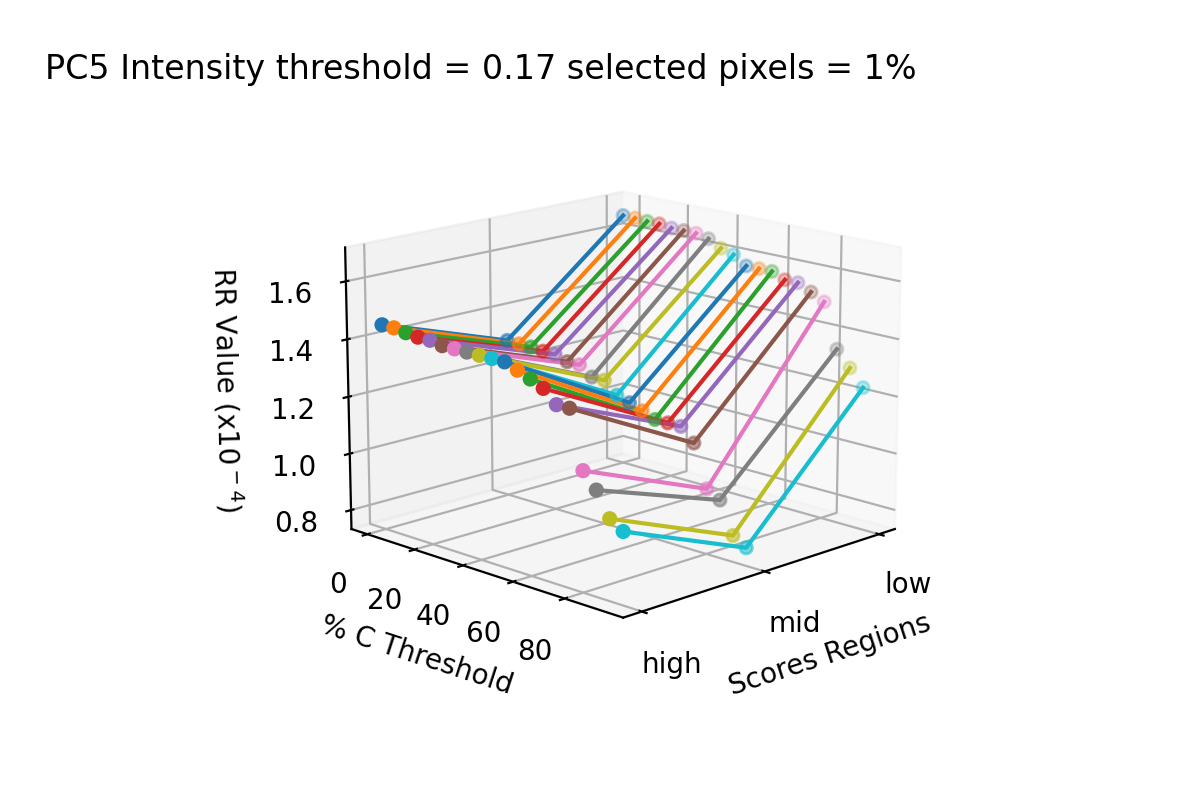 PC5 Intensity threshold = 0.17 selected pixels = 1%
RR Value (x10⁻⁴)
1.6
1.4
1.2
1.0
0.8
0
20
40
60
80
% C Threshold
high
mid
low
Scores Regions